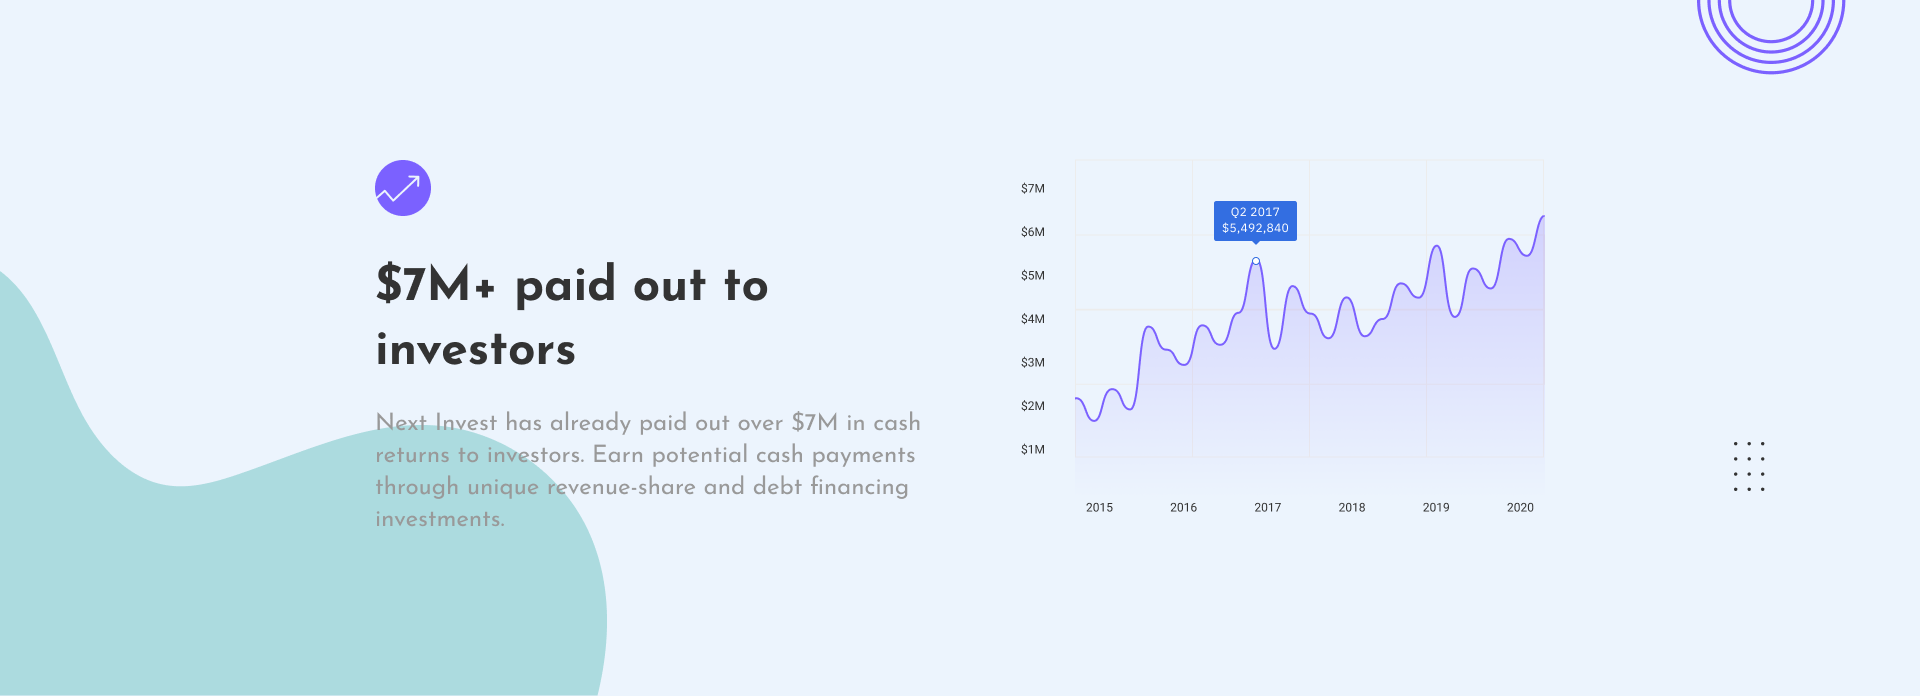 $7M+ paid out to
investors
Next Invest has already paid out over $7M in cash
returns to investors. Earn potential cash payments
through unique revenue-share and debt financing
investments.
$7M
$6M
$5M
$4M
$3M
$2M
$1M
Q2 2017
$5,492,840
2015 2016 2017 2018 2019 2020